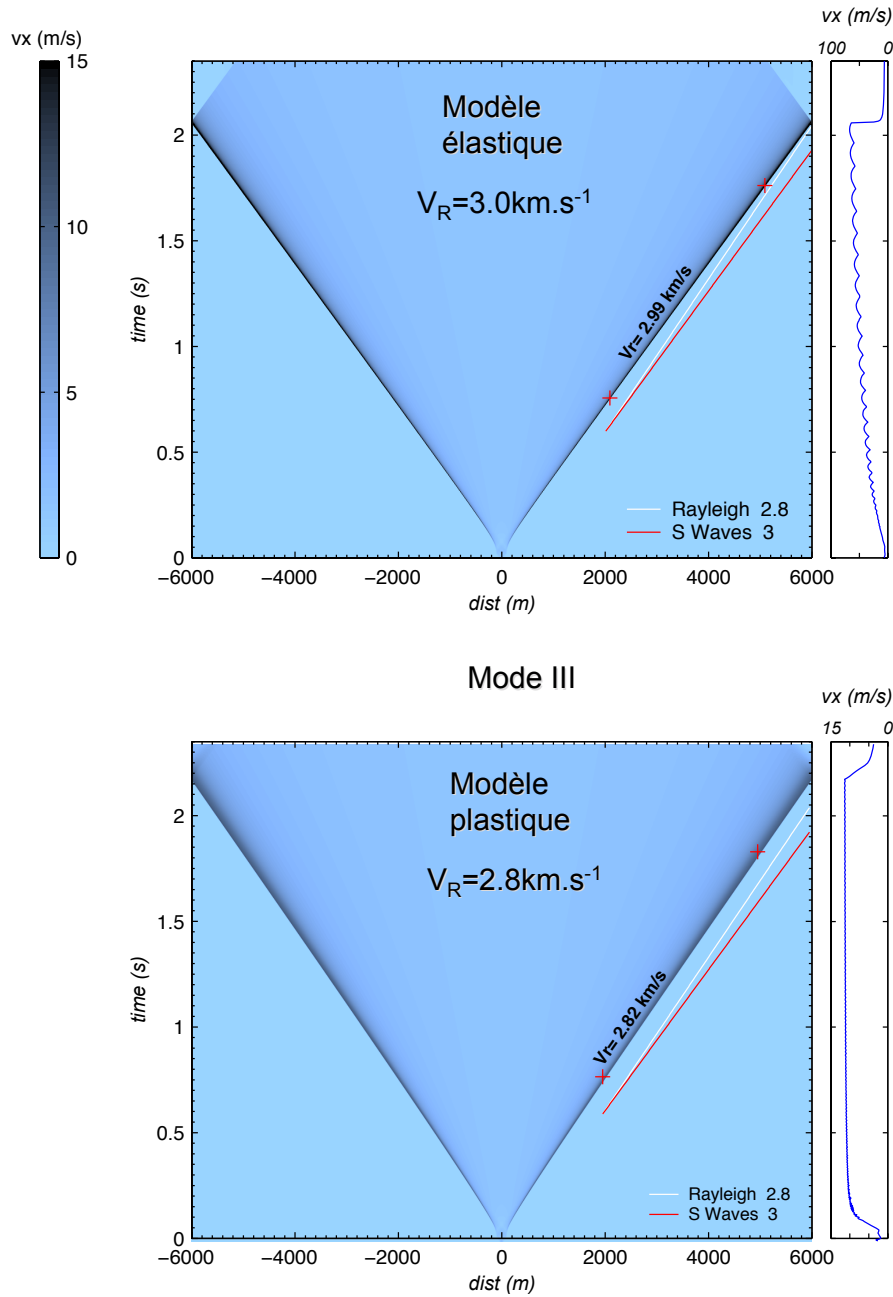 vx (m/s)
15
10
5
0
vx (m/s)
100 0
Modèle
élastique
V_R=3.0km.s⁻¹
Vr= 2.99 km/s
Rayleigh 2.8
S Waves 3
time (s)
2
1.5
1
0.5
0
−6000 −4000 −2000 0 2000 4000 6000
dist (m)
Mode III
vx (m/s)
15 0
Modèle
plastique
V_R=2.8km.s⁻¹
Vr= 2.82 km/s
Rayleigh 2.8
S Waves 3
time (s)
2
1.5
1
0.5
0
−6000 −4000 −2000 0 2000 4000 6000
dist (m)